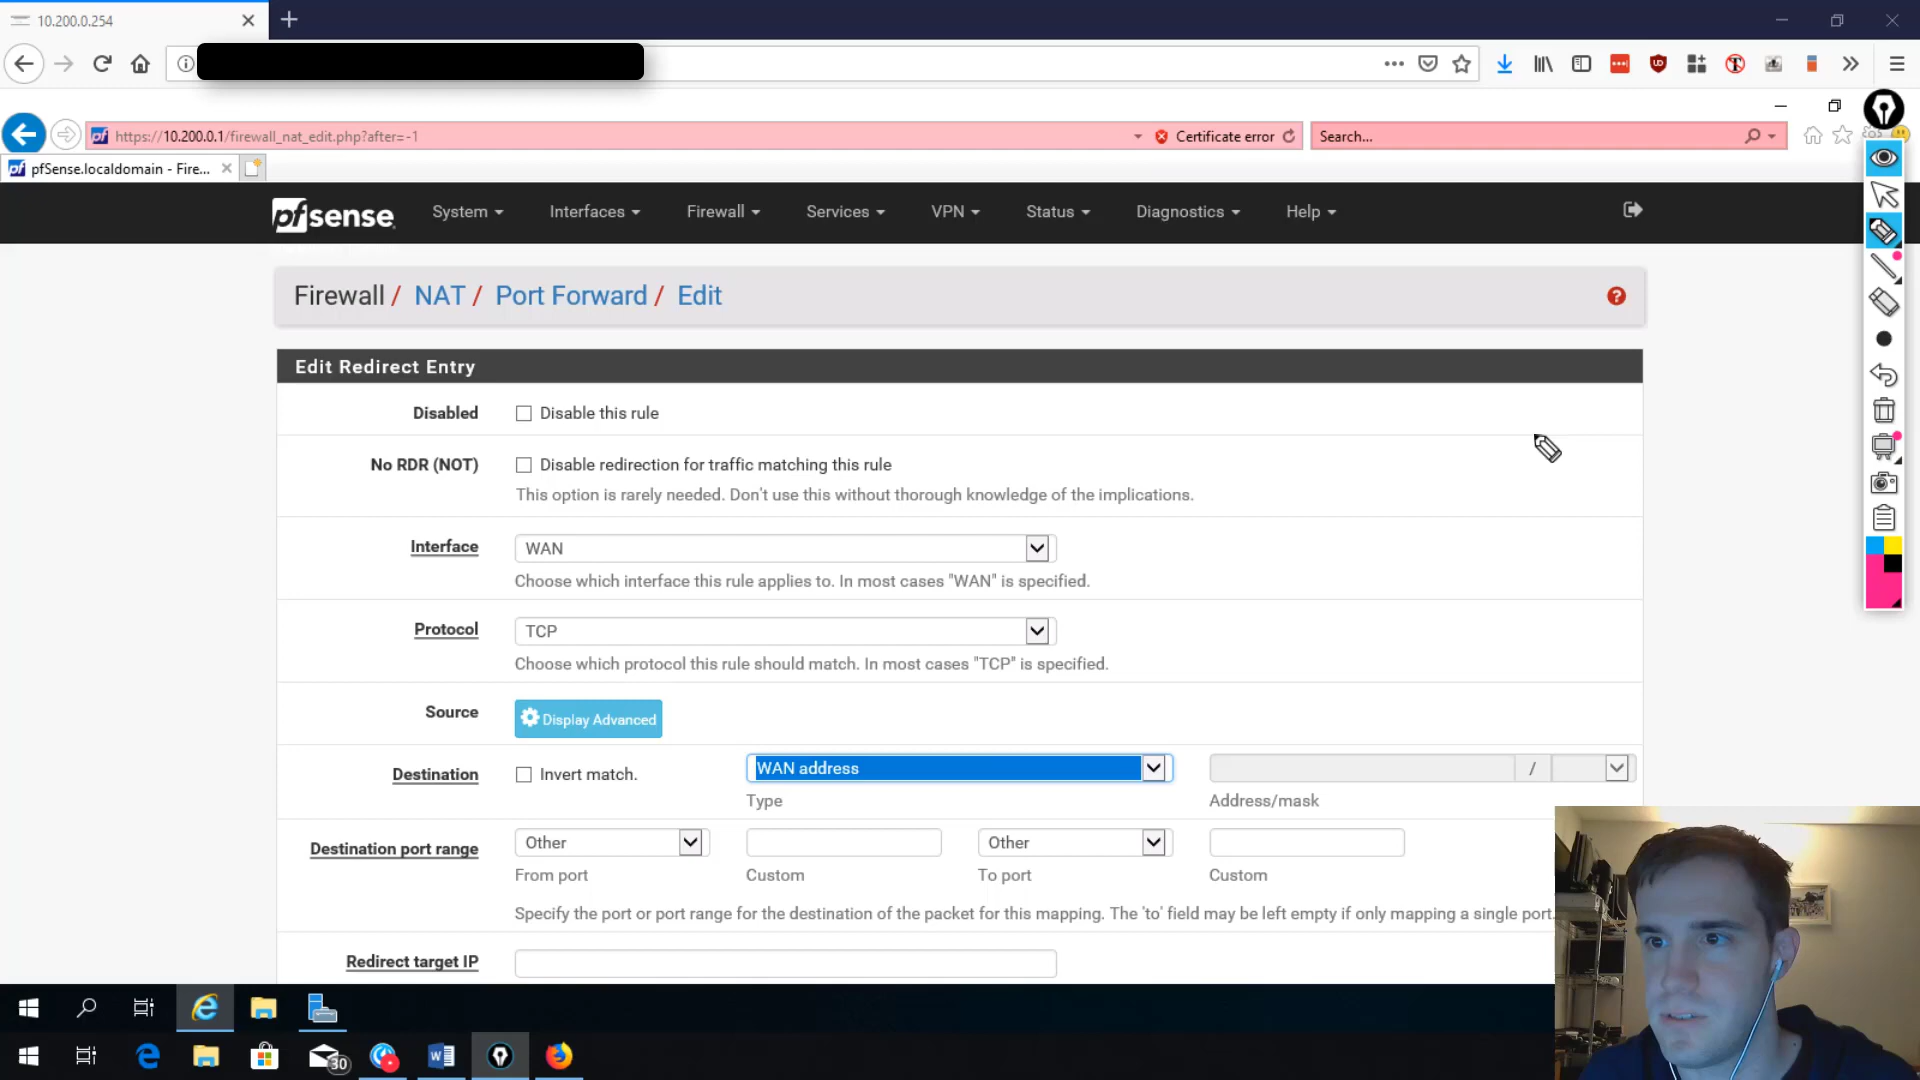 10.200.0.254
https://10.200.0.1/firewall_nat_edit.php?after=-1
Certificate error
Search...
pfSense.localdomain - Fire...
pfsense
System
Interfaces
Firewall
Services
VPN
Status
Diagnostics
Help
Firewall / NAT / Port Forward / Edit
Edit Redirect Entry
Disabled
Disable this rule
No RDR (NOT)
Disable redirection for traffic matching this rule
This option is rarely needed. Don't use this without thorough knowledge of the implications.
Interface
WAN
Choose which interface this rule applies to. In most cases "WAN" is specified.
Protocol
TCP
Choose which protocol this rule should match. In most cases "TCP" is specified.
Source
Display Advanced
Destination
Invert match.
WAN address
/
Type
Address/mask
Destination port range
Other
Other
From port
Custom
To port
Custom
Specify the port or port range for the destination of the packet for this mapping. The 'to' field may be left empty if only mapping a single port.
Redirect target IP
30